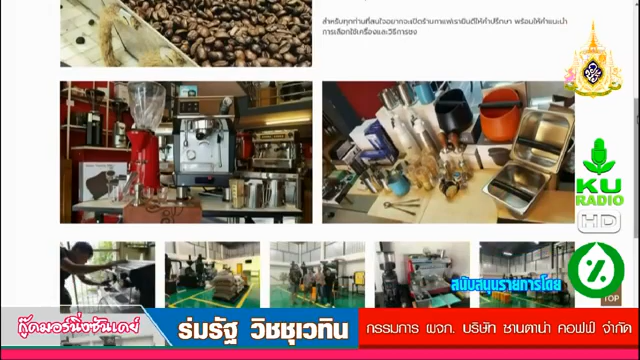 สำหรับทุกท่านที่สนใจอยากจะเปิดร้านกาแฟเรายินดีให้คำปรึกษา พร้อมให้คำแนะนำ
การเลือกใช้เครื่องและวิธีการชง
KU
RADIO
HD
สนับสนุนรายการโดย
TOP
กู๊ดมอร์นิ่งซันเดย์
ร่มรัฐ วิชชุเวทิน
กรรมการ ผจก. บริษัท ซานตาน่า คอฟฟี่ จำกัด